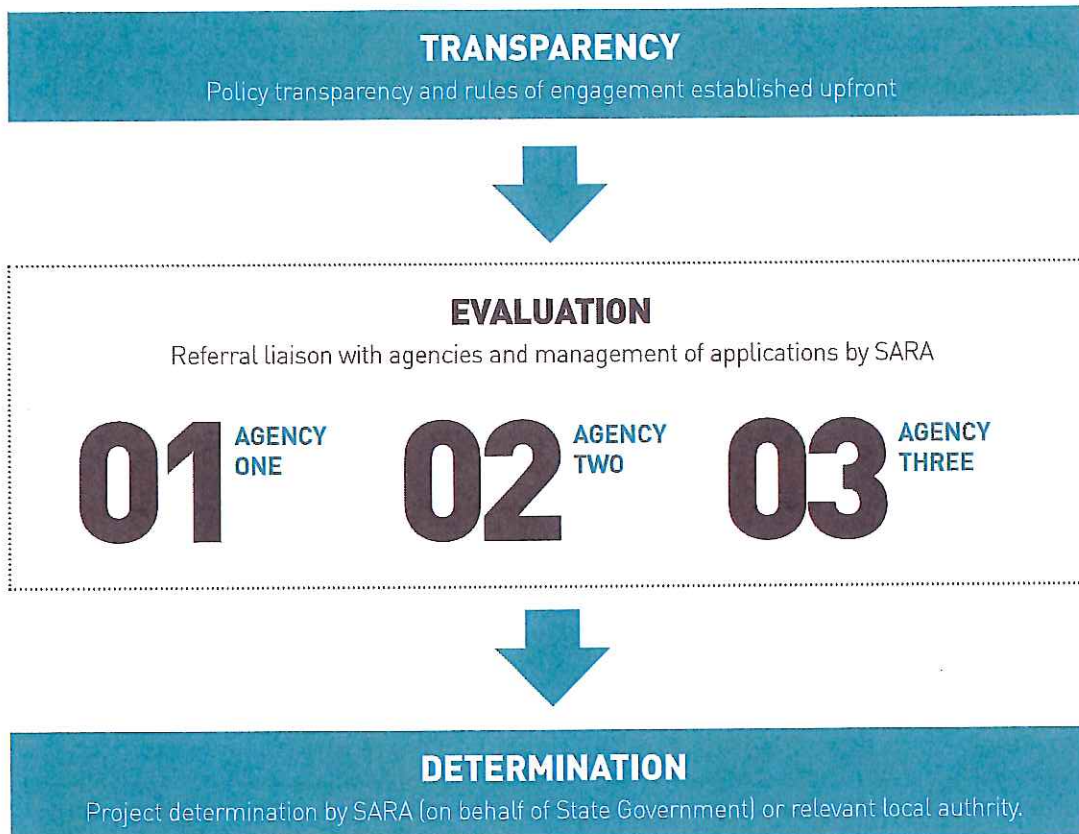 TRANSPARENCY
Policy transparency and rules of engagement established upfront
EVALUATION
Referral liaison with agencies and management of applications by SARA
01 AGENCY
ONE
02 AGENCY
TWO
03 AGENCY
THREE
DETERMINATION
Project determination by SARA (on behalf of State Government) or relevant local authrity.